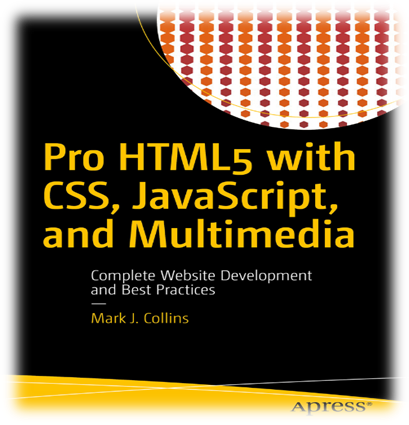 Pro HTML5 with
CSS, JavaScript,
and Multimedia
Complete Website Development
and Best Practices
—
Mark J. Collins
Apress®